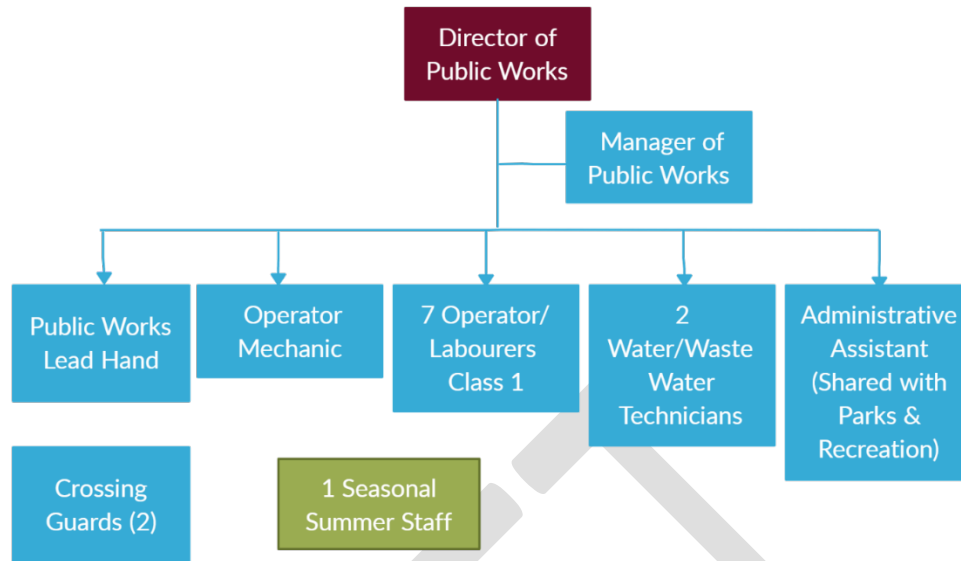 Director of
Public Works
Manager of
Public Works
Public Works
Lead Hand
Operator
Mechanic
7 Operator/
Labourers
Class 1
2
Water/Waste
Water
Technicians
Administrative
Assistant
(Shared with
Parks &
Recreation)
Crossing
Guards (2)
1 Seasonal
Summer Staff